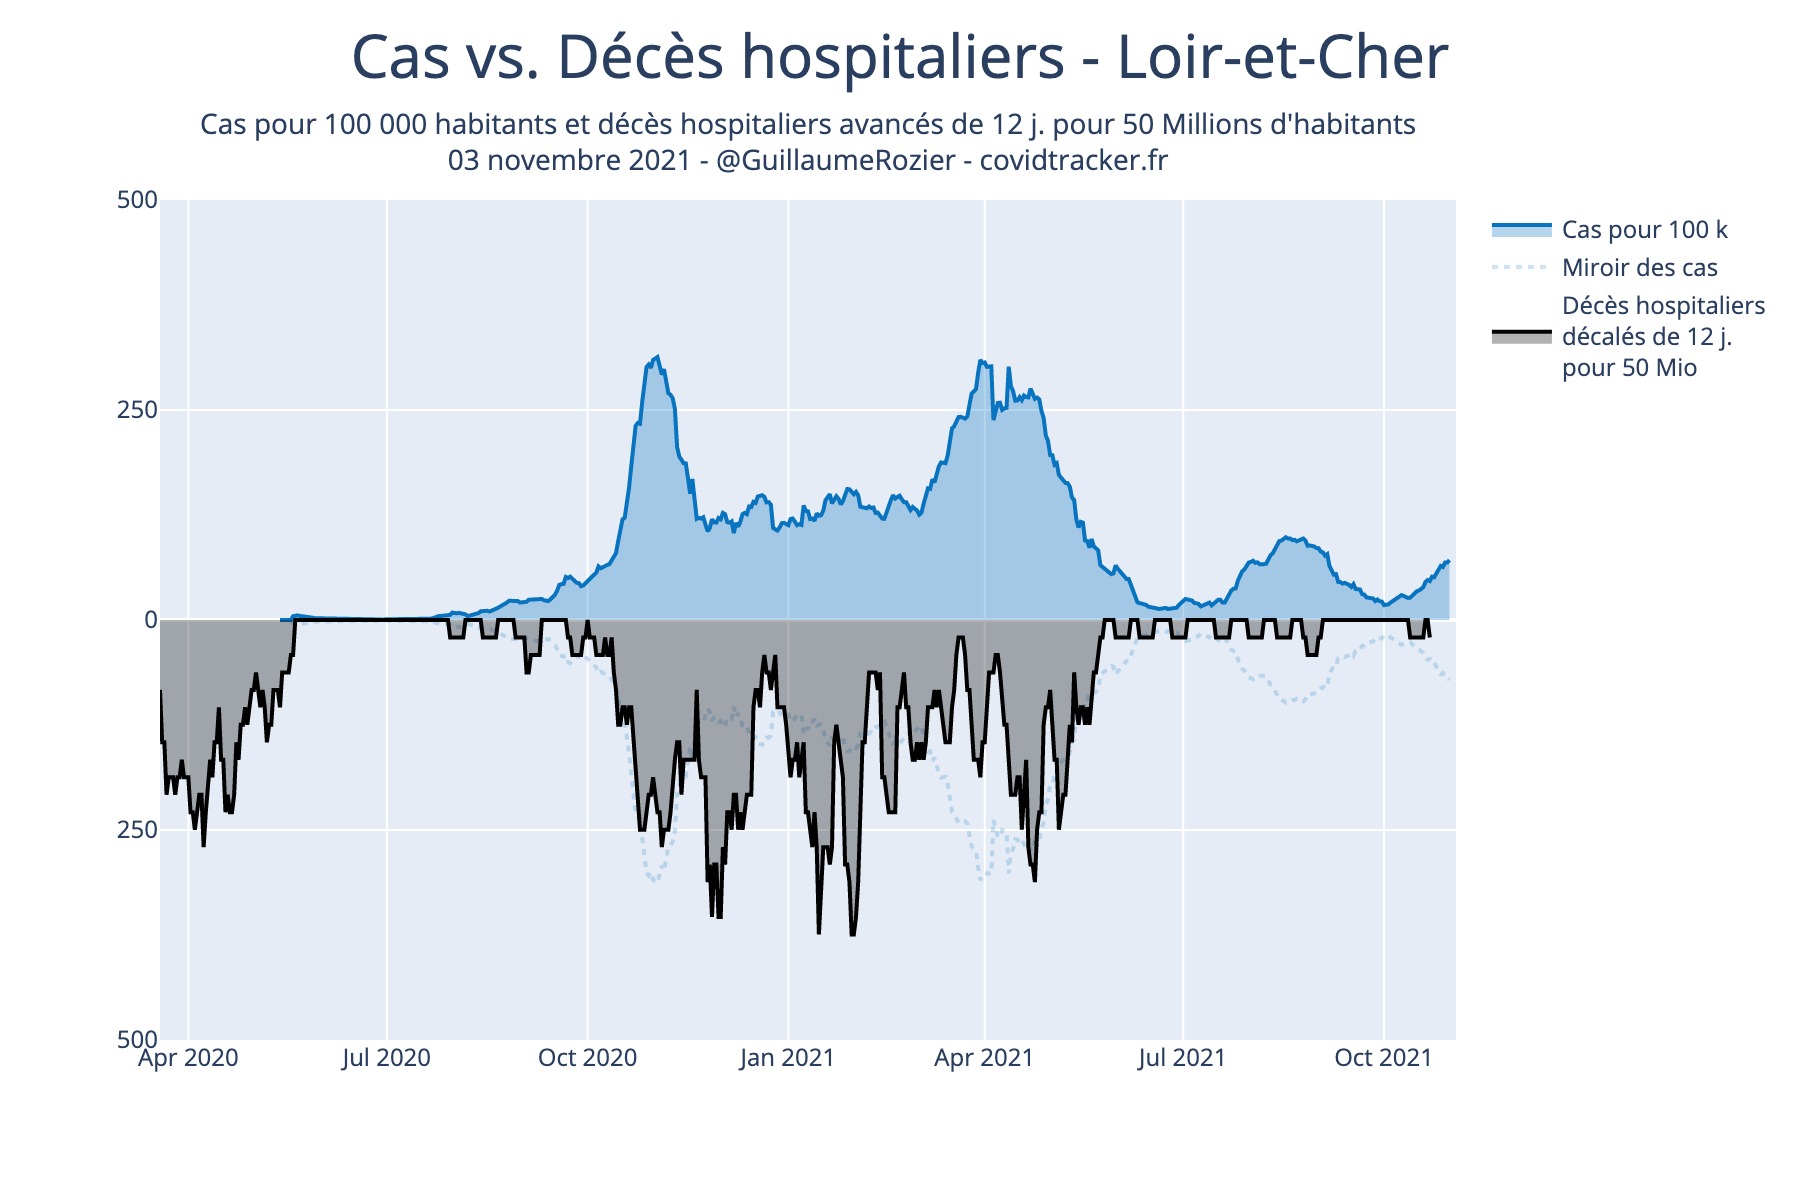 Cas vs. Décès hospitaliers - Loir-et-Cher
Cas pour 100 000 habitants et décès hospitaliers avancés de 12 j. pour 50 Millions d'habitants
03 novembre 2021 - @GuillaumeRozier - covidtracker.fr
500
250
0
250
500
Apr 2020
Jul 2020
Oct 2020
Jan 2021
Apr 2021
Jul 2021
Oct 2021
Cas pour 100 k
Miroir des cas
Décès hospitaliers
décalés de 12 j.
pour 50 Mio